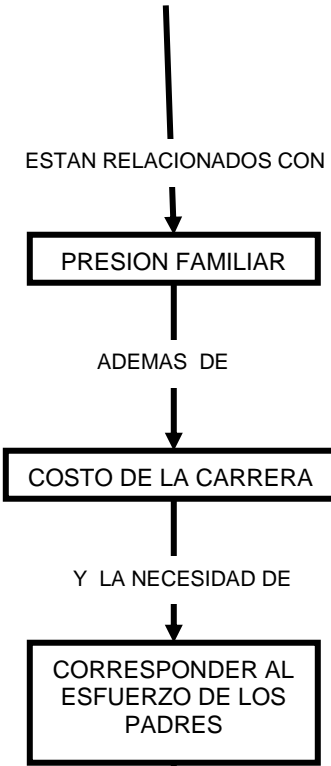 ESTAN RELACIONADOS CON
PRESION FAMILIAR
ADEMAS DE
COSTO DE LA CARRERA
Y LA NECESIDAD DE
CORRESPONDER AL
ESFUERZO DE LOS
PADRES